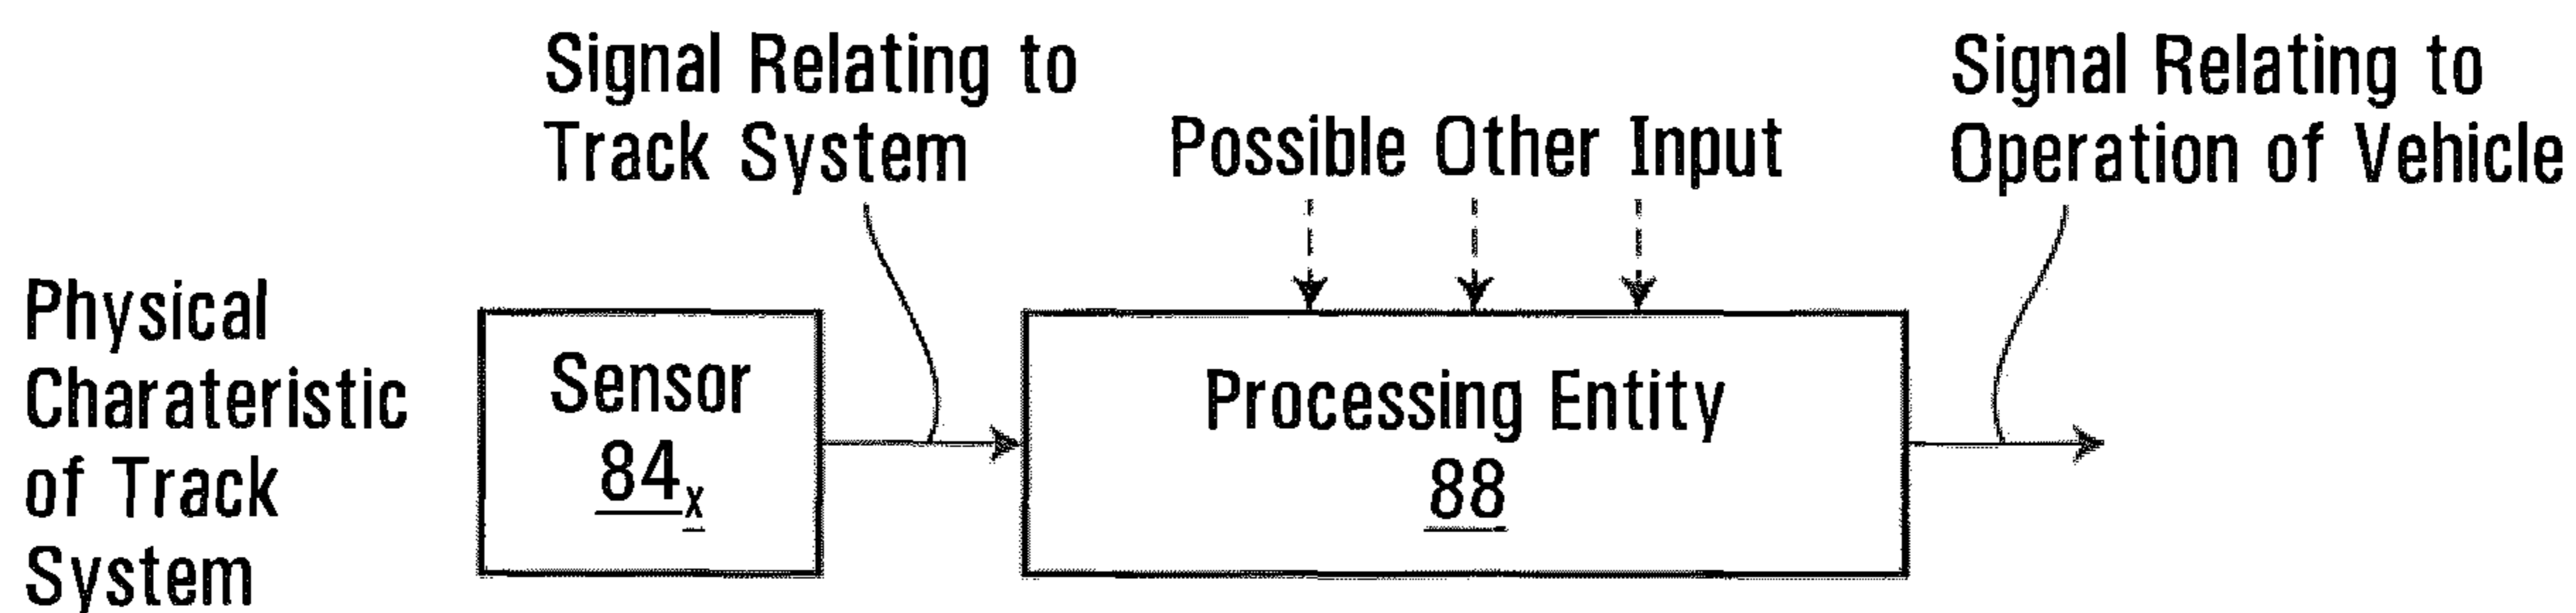 Signal Relating to
Track System
Possible Other Input
Signal Relating to
Operation of Vehicle
Physical
Charateristic
of Track
System
Sensor
84x
Processing Entity
88